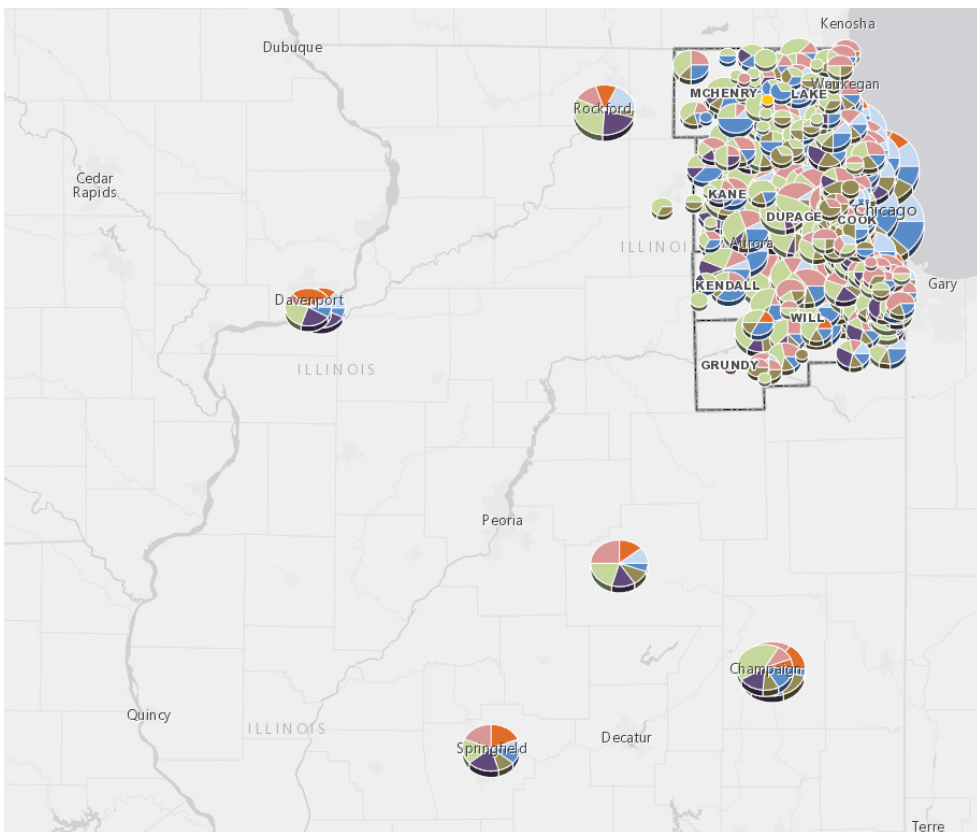 Kenosha
Dubuque
MCHENRY
LAKE
Waukegan
Rockford
Cedar
Rapids
KANE
DUPAGE
COOK
Chicago
ILLINOIS
Aurora
KENDALL
Gary
Davenport
WILL
ILLINOIS
GRUNDY
Peoria
Champaign
Quincy
ILLINOIS
Springfield
Decatur
Terre